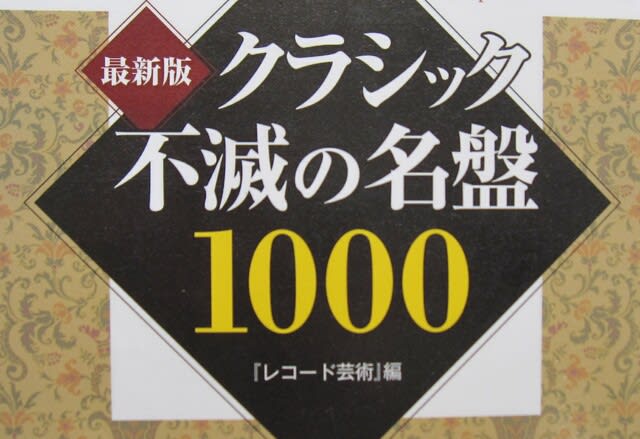 最新版
クラシック
不滅の名盤
1000
『レコード芸術』編